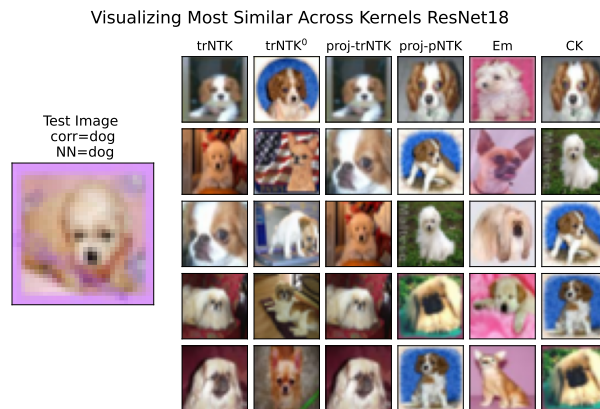 Visualizing Most Similar Across Kernels ResNet18
trNTK trNTK⁰ proj-trNTK proj-pNTK Em CK
Test Image
corr=dog
NN=dog